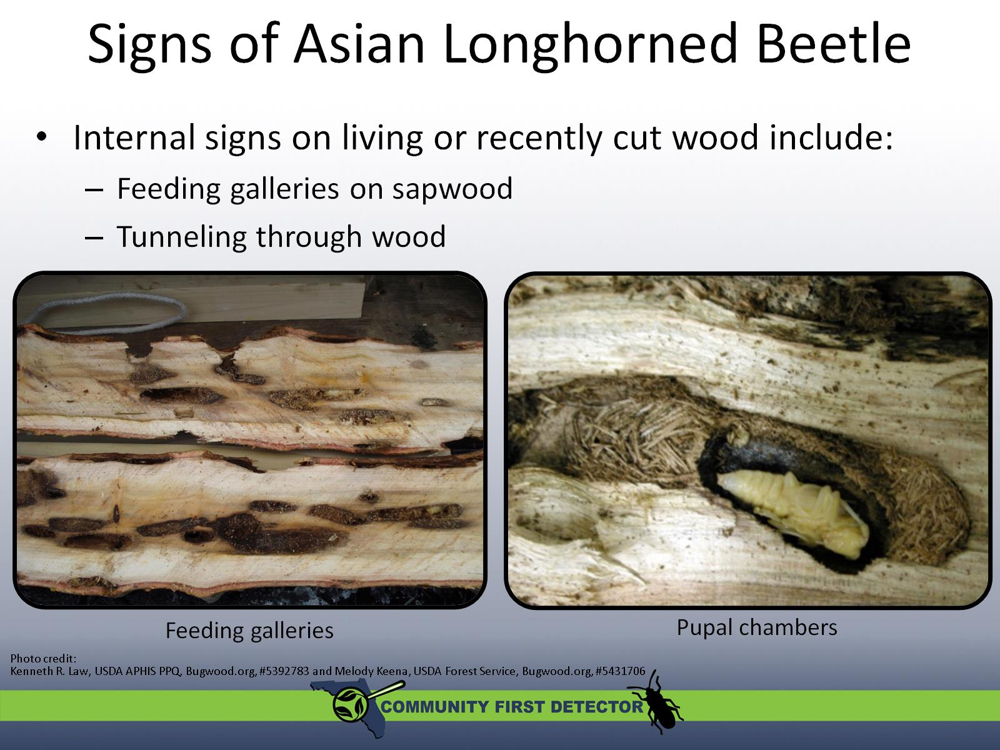 Signs of Asian Longhorned Beetle
• Internal signs on living or recently cut wood include:
– Feeding galleries on sapwood
– Tunneling through wood
Feeding galleries
Pupal chambers
Photo credit:
Kenneth R. Law, USDA APHIS PPQ, Bugwood.org, #5392783 and Melody Keena, USDA Forest Service, Bugwood.org, #5431706
COMMUNITY FIRST DETECTOR